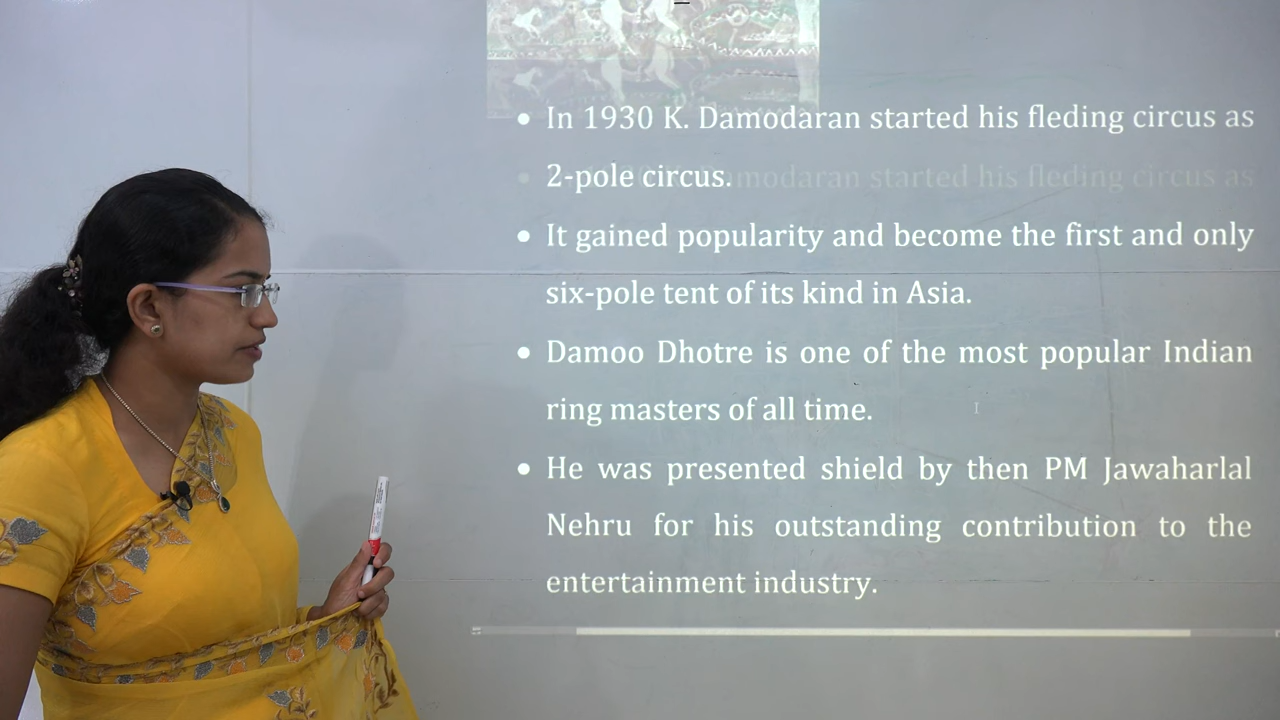 • In 1930 K. Damodaran started his fleding circus as
2-pole circus.
• It gained popularity and become the first and only
six-pole tent of its kind in Asia.
• Damoo Dhotre is one of the most popular Indian
ring masters of all time.
• He was presented shield by then PM Jawaharlal
Nehru for his outstanding contribution to the
entertainment industry.